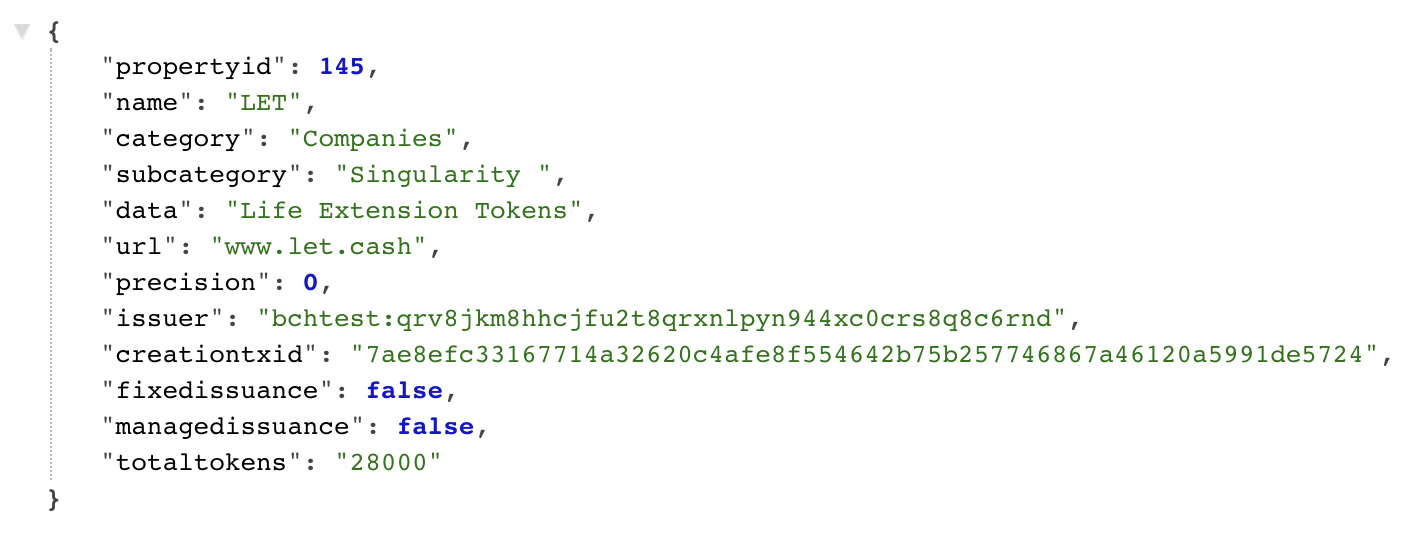 {
"propertyid": 145,
"name": "LET",
"category": "Companies",
"subcategory": "Singularity ",
"data": "Life Extension Tokens",
"url": "www.let.cash",
"precision": 0,
"issuer": "bchtest:qrv8jkm8hhcjfu2t8qrxnlpyn944xc0crs8q8c6rnd",
"creationtxid": "7ae8efc33167714a32620c4afe8f554642b75b257746867a46120a5991de5724",
"fixedissuance": false,
"managedissuance": false,
"totaltokens": "28000"
}